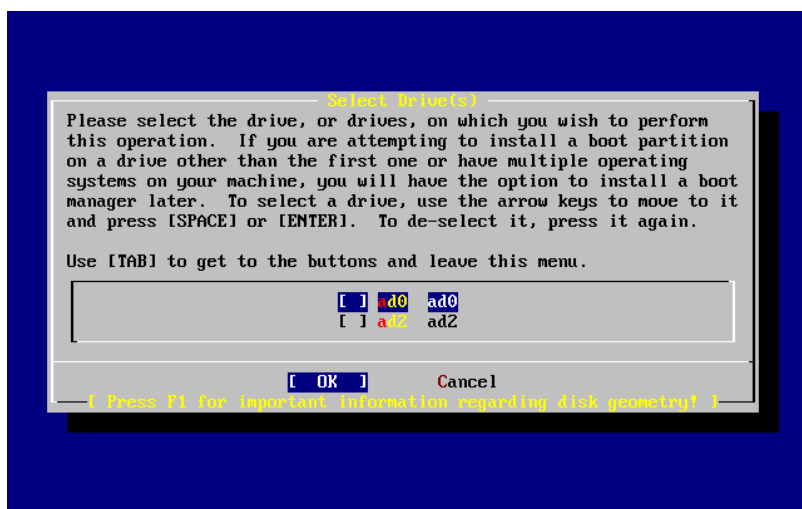 Select Drive(s)
Please select the drive, or drives, on which you wish to perform
this operation.  If you are attempting to install a boot partition
on a drive other than the first one or have multiple operating
systems on your machine, you will have the option to install a boot
manager later.  To select a drive, use the arrow keys to move to it
and press [SPACE] or [ENTER].  To de-select it, press it again.
Use [TAB] to get to the buttons and leave this menu.
[ ] ad0  ad0
[ ] ad2  ad2
[  OK  ]  Cancel
[ Press F1 for important information regarding disk geometry! ]